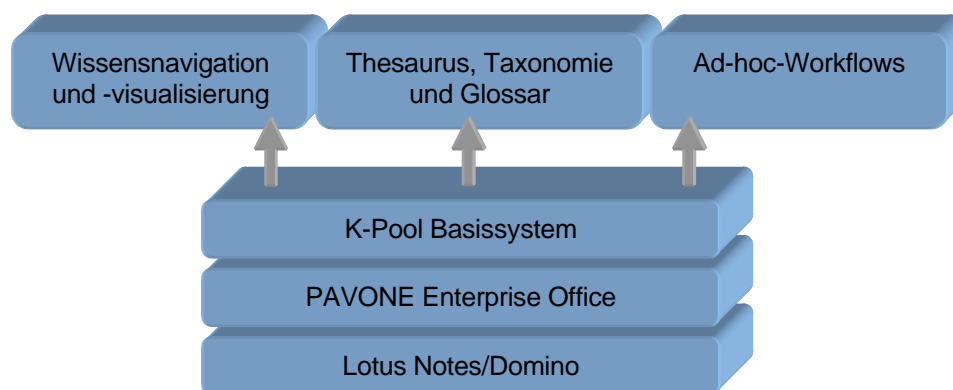 Wissensnavigation
und -visualisierung
Thesaurus, Taxonomie
und Glossar
Ad-hoc-Workflows
K-Pool Basissystem
PAVONE Enterprise Office
Lotus Notes/Domino